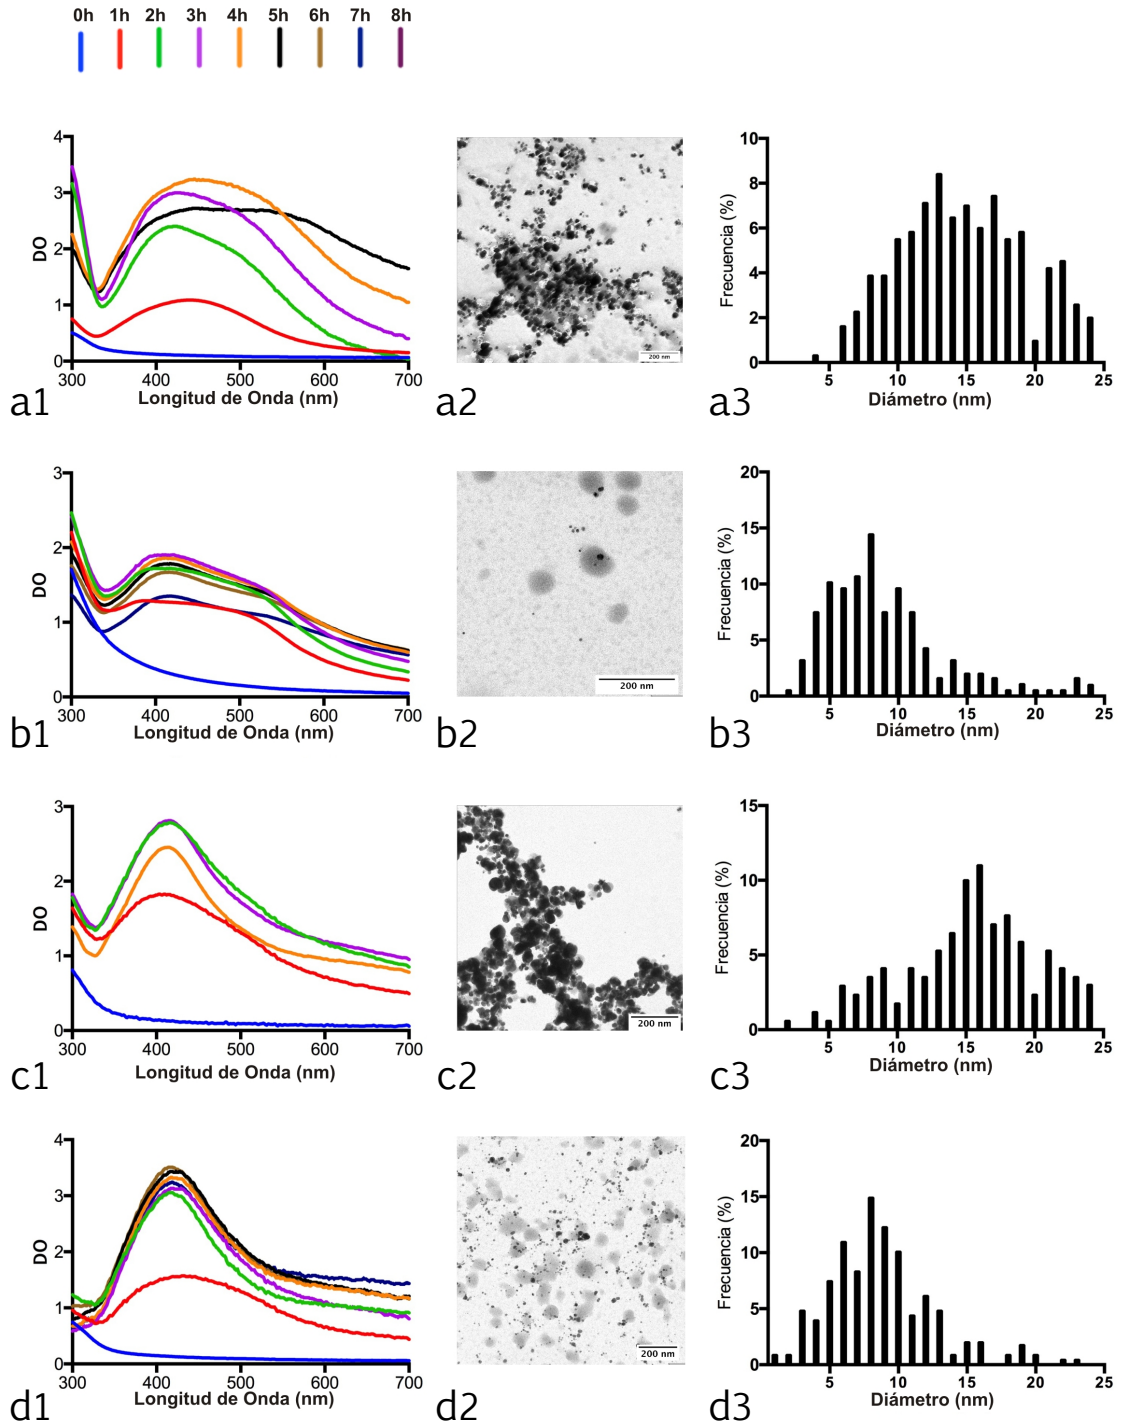 0h 1h 2h 3h 4h 5h 6h 7h 8h
4
3
2
1
0
DO
300 400 500 600 700
Longitud de Onda (nm)
a1
200 nm
a2
10
8
6
4
2
0
Frecuencia (%)
5 10 15 20 25
Diámetro (nm)
a3
3
2
1
0
DO
300 400 500 600 700
Longitud de Onda (nm)
b1
200 nm
b2
20
15
10
5
0
Frecuencia (%)
5 10 15 20 25
Diámetro (nm)
b3
3
2
1
0
DO
300 400 500 600 700
Longitud de Onda (nm)
c1
200 nm
c2
15
10
5
0
Frecuencia (%)
5 10 15 20 25
Diámetro (nm)
c3
4
3
2
1
0
DO
300 400 500 600 700
Longitud de Onda (nm)
d1
200 nm
d2
20
15
10
5
0
Frecuencia (%)
5 10 15 20 25
Diámetro (nm)
d3